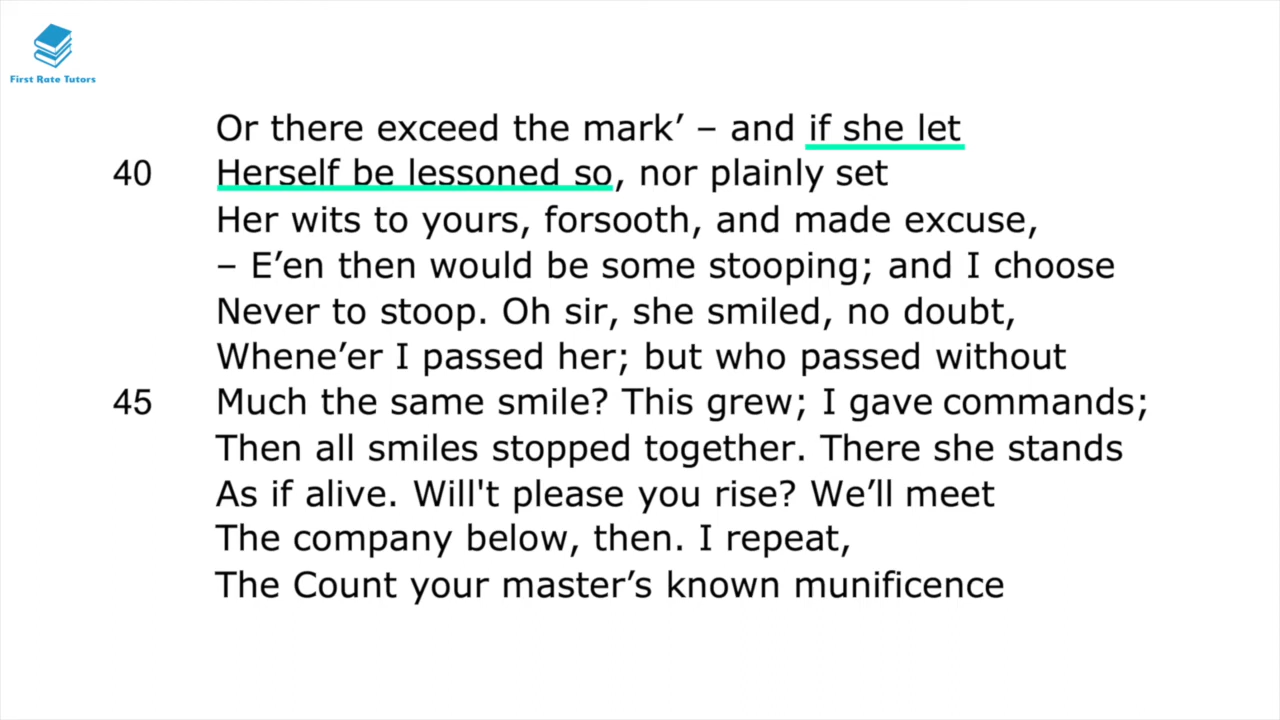 First Rate Tutors
Or there exceed the mark’ – and if she let
40 Herself be lessoned so, nor plainly set
Her wits to yours, forsooth, and made excuse,
– E’en then would be some stooping; and I choose
Never to stoop. Oh sir, she smiled, no doubt,
Whene’er I passed her; but who passed without
45 Much the same smile? This grew; I gave commands;
Then all smiles stopped together. There she stands
As if alive. Will't please you rise? We’ll meet
The company below, then. I repeat,
The Count your master’s known munificence